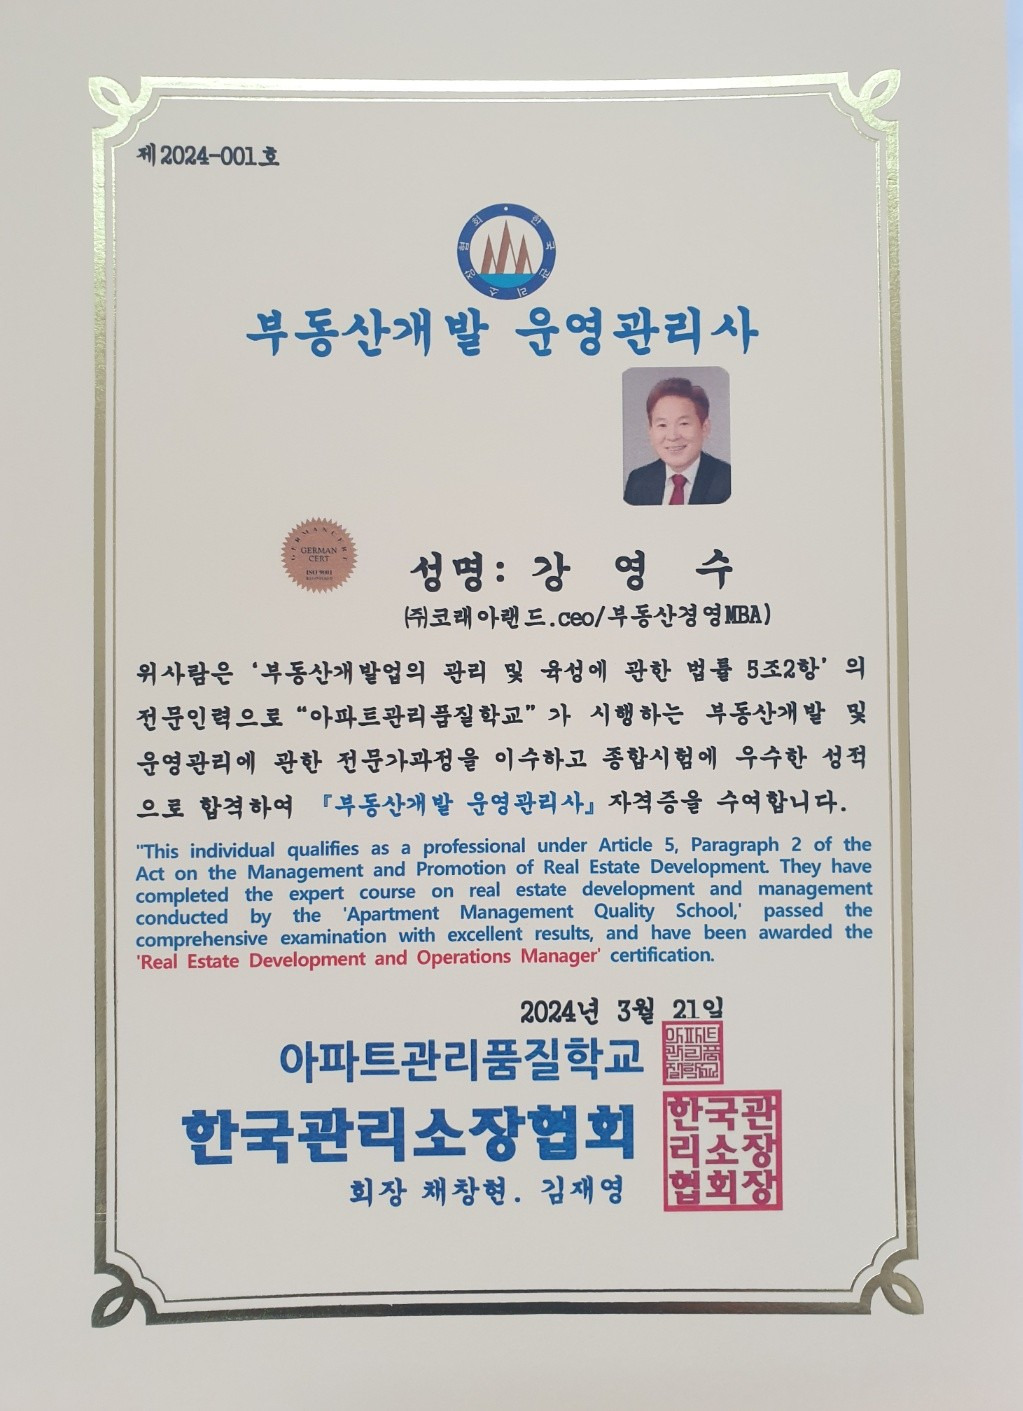 제2024-001호
한국관리소장협회
부동산개발 운영관리사
GERMANCERT
GERMAN
CERT
ISO 9001
성명: 강 영 수
(주)코래아랜드.ceo/부동산경영MBA)
위사람은 '부동산개발업의 관리 및 육성에 관한 법률 5조2항' 의
전문인력으로 "아파트관리품질학교" 가 시행하는 부동산개발 및
운영관리에 관한 전문가과정을 이수하고 종합시험에 우수한 성적
으로 합격하여 『부동산개발 운영관리사』 자격증을 수여합니다.
"This individual qualifies as a professional under Article 5, Paragraph 2 of the
Act on the Management and Promotion of Real Estate Development. They have
completed the expert course on real estate development and management
conducted by the 'Apartment Management Quality School,' passed the
comprehensive examination with excellent results, and have been awarded the
'Real Estate Development and Operations Manager' certification.
2024년 3월 21일
아파트관리품질학교
아파트
관리품
질학교
한국관리소장협회
한국관
리소장
협회장
회장 채창현. 김재영